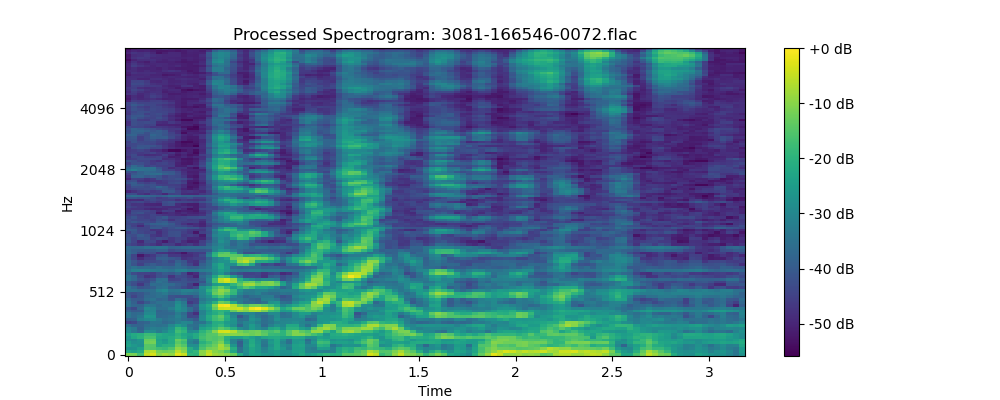 Processed Spectrogram: 3081-166546-0072.flac
Hz
4096
2048
1024
512
0
0
0.5
1
1.5
2
2.5
3
Time
+0 dB
-10 dB
-20 dB
-30 dB
-40 dB
-50 dB